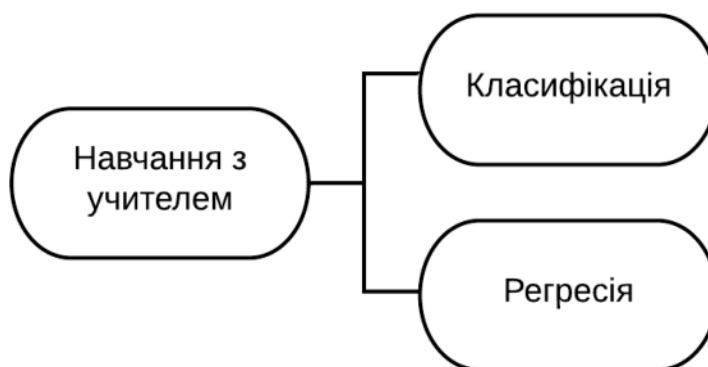 Навчання з
учителем
Класифікація
Регресія